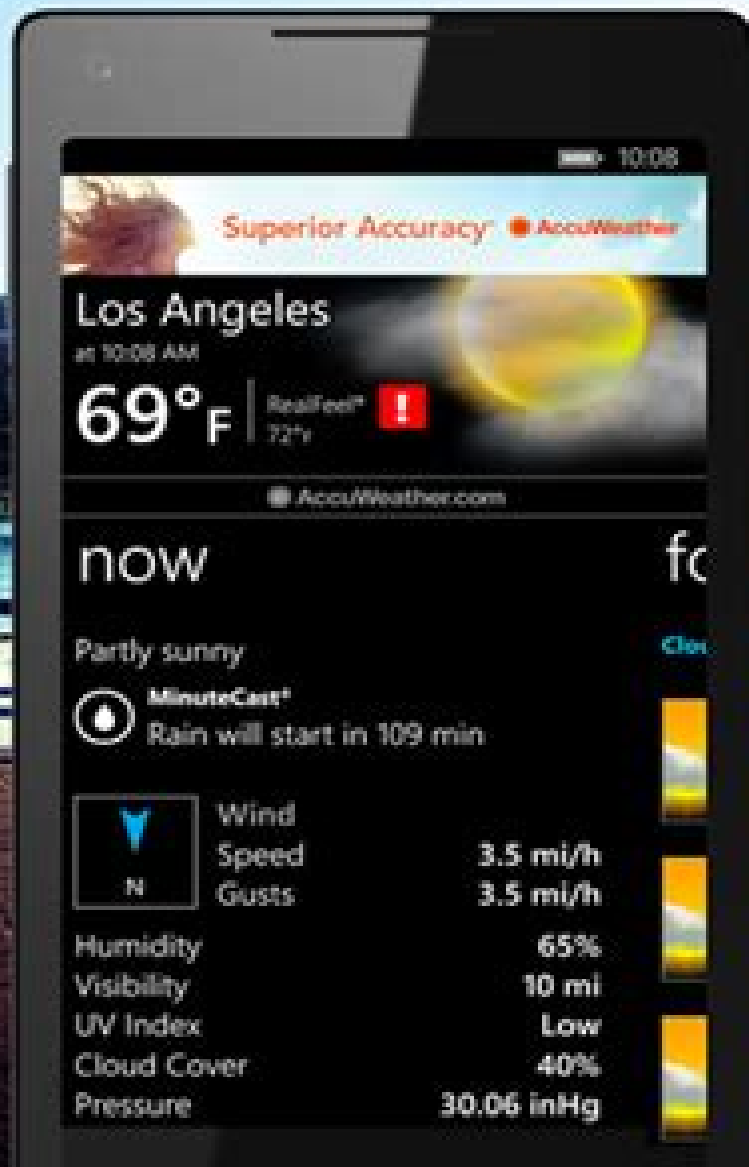 10:08
Superior Accuracy AccuWeather
Los Angeles
at 10:08 AM
69°F
RealFeel®
72°F
!
AccuWeather.com
now
fo
Clou
Partly sunny
MinuteCast®
Rain will start in 109 min
Wind
Speed 3.5 mi/h
N
Gusts 3.5 mi/h
Humidity 65%
Visibility 10 mi
UV Index Low
Cloud Cover 40%
Pressure 30.06 inHg